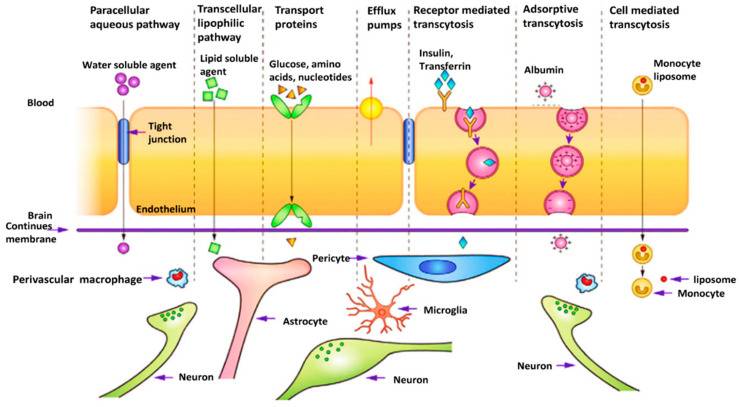 Paracellular
aqueous pathway
Transcellular
lipophilic
pathway
Transport
proteins
Efflux
pumps
Receptor mediated
transcytosis
Adsorptive
transcytosis
Cell mediated
transcytosis
Water soluble agent
Lipid soluble
agent
Glucose, amino
acids, nucleotides
Insulin,
Transferrin
Albumin
Monocyte
liposome
Blood
Tight
junction
Endothelium
Brain
Continues
membrane
Perivascular macrophage
Pericyte
liposome
Monocyte
Astrocyte
Microglia
Neuron
Neuron
Neuron